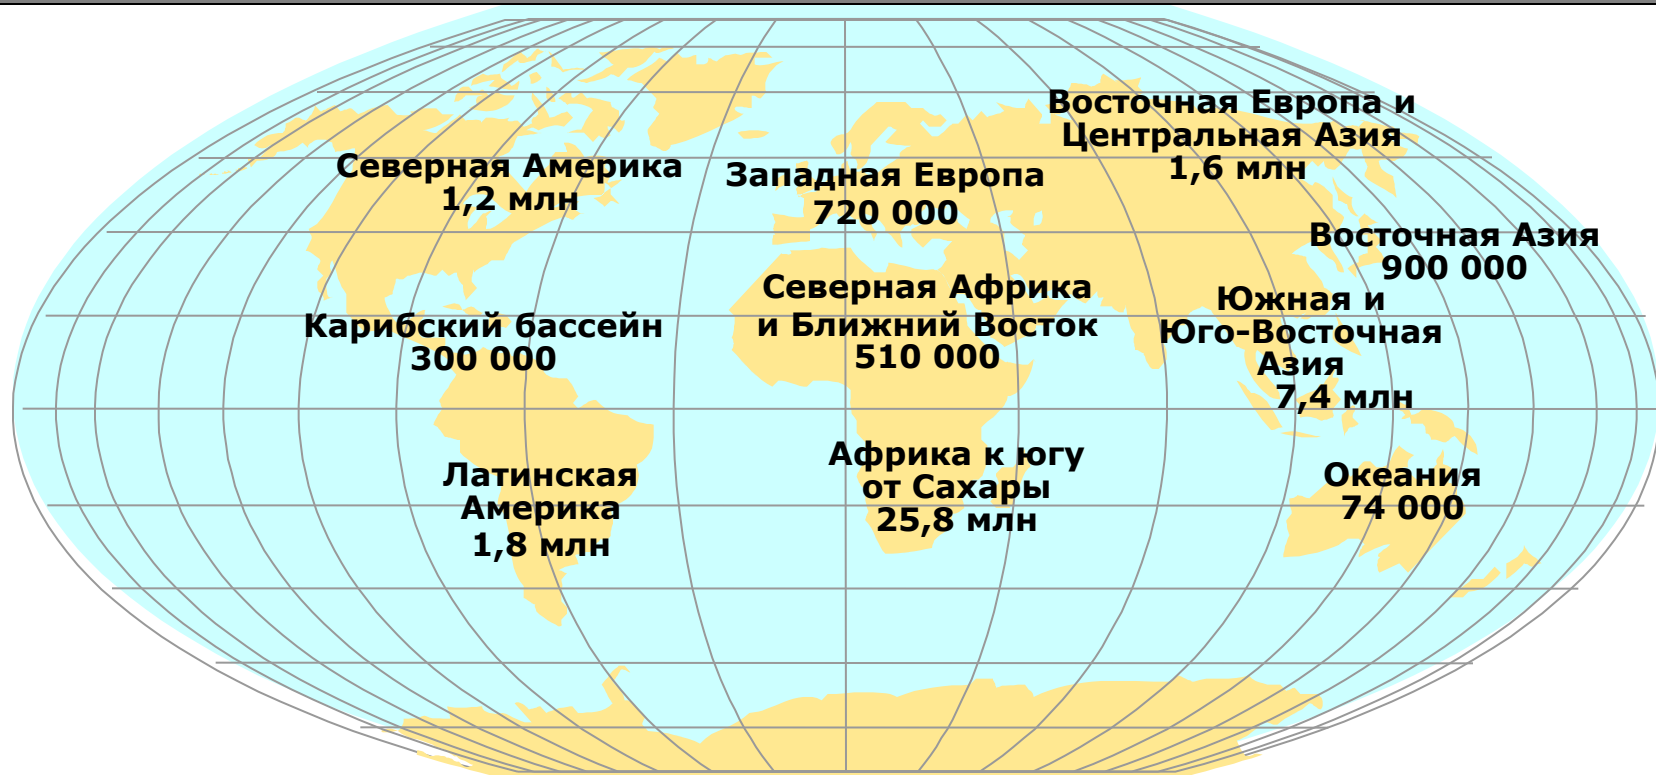 Восточная Европа и
Центральная Азия
1,6 млн
Северная Америка
1,2 млн
Западная Европа
720 000
Восточная Азия
900 000
Северная Африка
и Ближний Восток
510 000
Южная и
Юго-Восточная
Азия
7,4 млн
Карибский бассейн
300 000
Африка к югу
от Сахары
25,8 млн
Латинская
Америка
1,8 млн
Океания
74 000